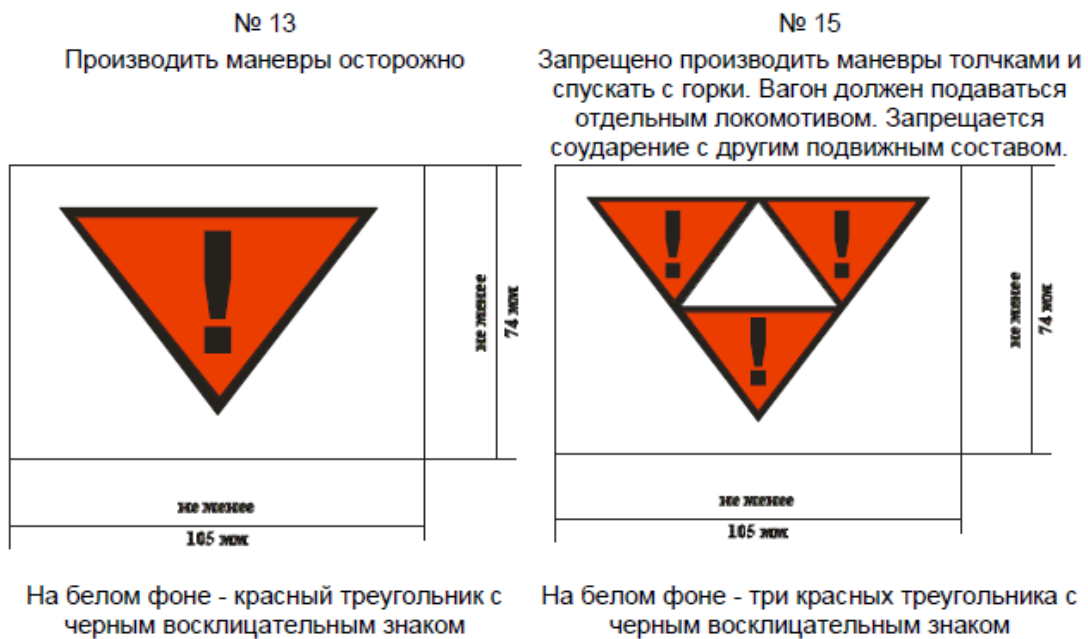 № 13
Производить маневры осторожно
!
не менее
74 мм
не менее
105 мм
На белом фоне - красный треугольник с
черным восклицательным знаком
№ 15
Запрещено производить маневры толчками и
спускать с горки. Вагон должен подаваться
отдельным локомотивом. Запрещается
соударение с другим подвижным составом.
! !
!
не менее
74 мм
не менее
105 мм
На белом фоне - три красных треугольника с
черным восклицательным знаком